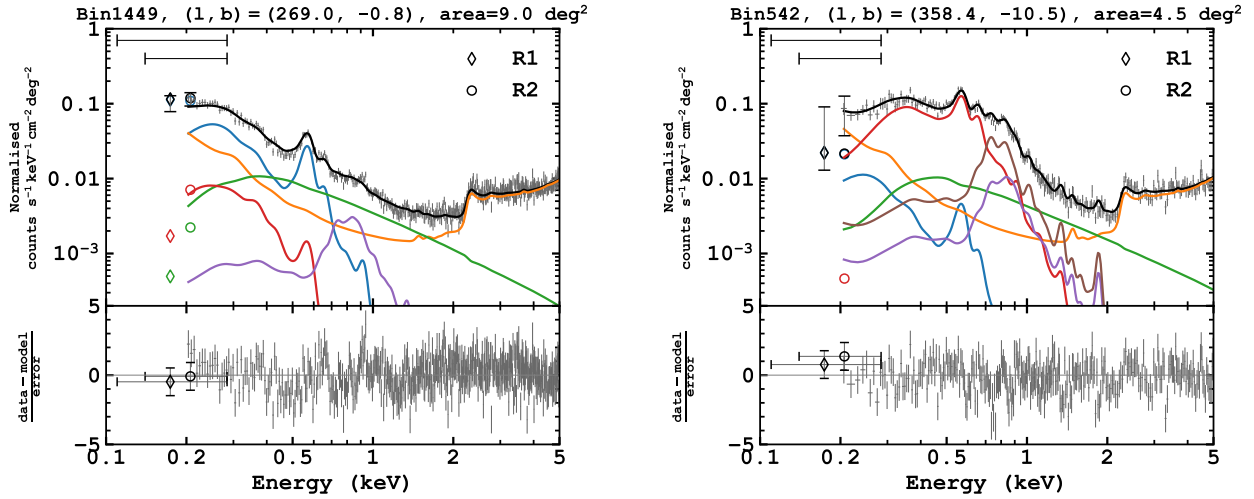 Bin1449, (l,b)=(269.0, -0.8), area=9.0 deg²
1
0.1
0.01
10⁻³
Normalised
counts s⁻¹ keV⁻¹ cm⁻² deg⁻²
R1
R2
5
0
−5
data−model
error
0.1 0.2 0.5 1 2 5
Energy (keV)
Bin542, (l,b)=(358.4, -10.5), area=4.5 deg²
1
0.1
0.01
10⁻³
Normalised
counts s⁻¹ keV⁻¹ cm⁻² deg⁻²
R1
R2
5
0
−5
data−model
error
0.1 0.2 0.5 1 2 5
Energy (keV)